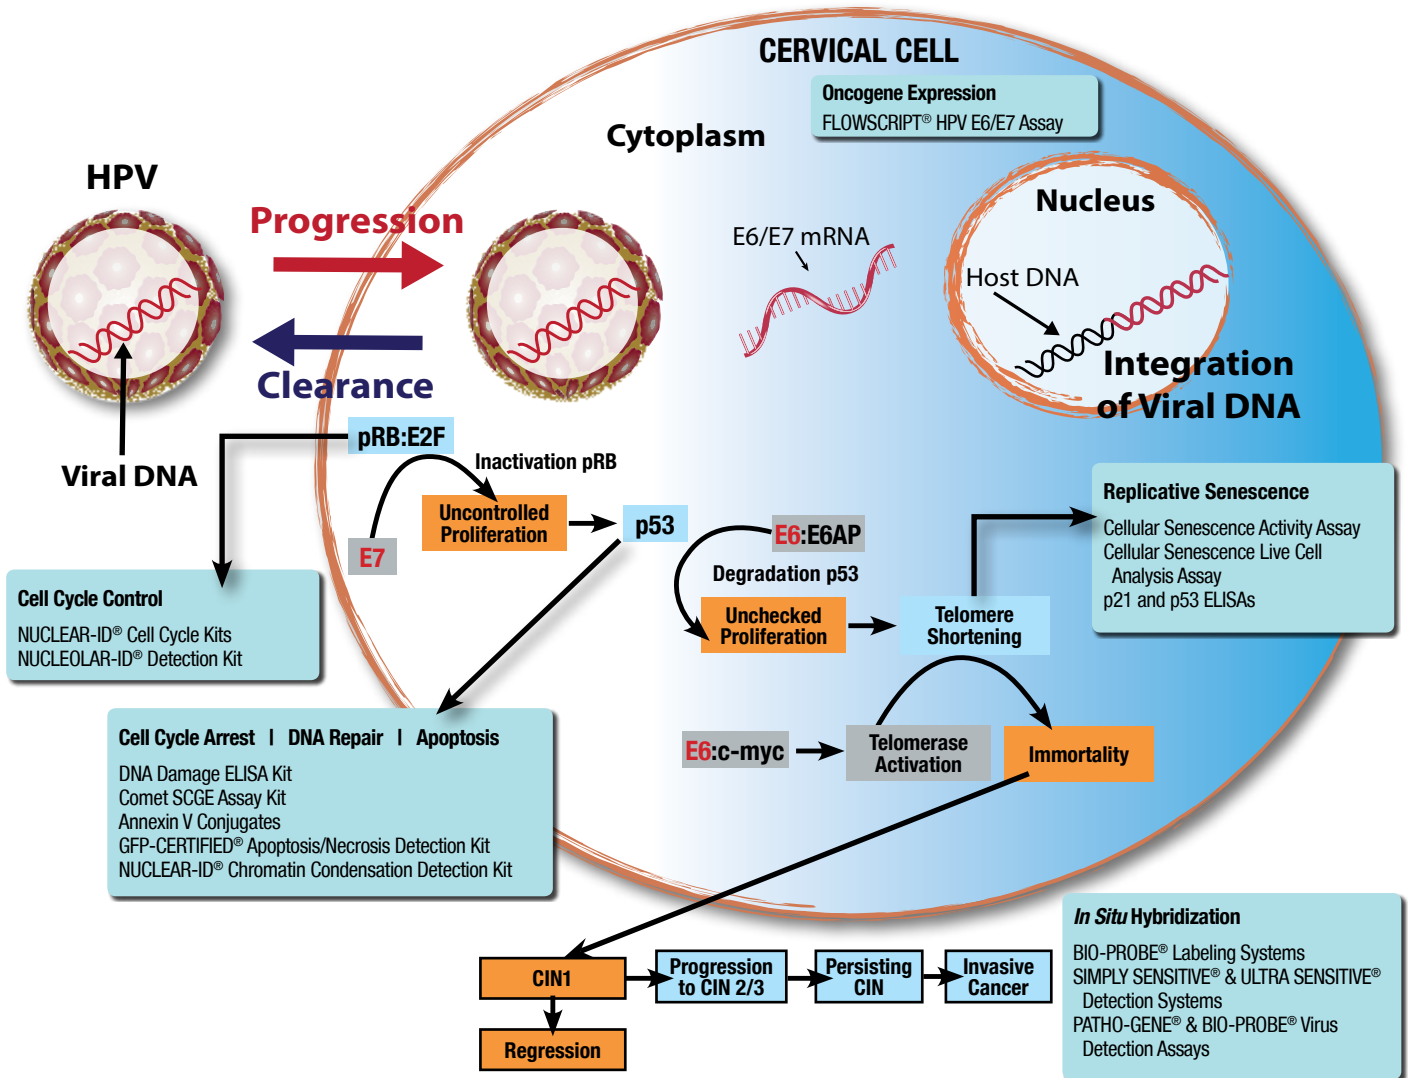 CERVICAL CELL
Oncogene Expression
FLOWSCRIPT® HPV E6/E7 Assay
Cytoplasm
HPV
Progression
Clearance
Viral DNA
E6/E7 mRNA
Nucleus
Host DNA
Integration
of Viral DNA
pRB:E2F
Inactivation pRB
Uncontrolled
Proliferation
E7
p53
E6:E6AP
Degradation p53
Unchecked
Proliferation
Telomere
Shortening
Replicative Senescence
Cellular Senescence Activity Assay
Cellular Senescence Live Cell
Analysis Assay
p21 and p53 ELISAs
Cell Cycle Control
NUCLEAR-ID® Cell Cycle Kits
NUCLEOLAR-ID® Detection Kit
Cell Cycle Arrest | DNA Repair | Apoptosis
DNA Damage ELISA Kit
Comet SCGE Assay Kit
Annexin V Conjugates
GFP-CERTIFIED® Apoptosis/Necrosis Detection Kit
NUCLEAR-ID® Chromatin Condensation Detection Kit
E6:c-myc
Telomerase
Activation
Immortality
CIN1
Regression
Progression
to CIN 2/3
Persisting
CIN
Invasive
Cancer
In Situ Hybridization
BIO-PROBE® Labeling Systems
SIMPLY SENSITIVE® & ULTRA SENSITIVE®
Detection Systems
PATHO-GENE® & BIO-PROBE® Virus
Detection Assays